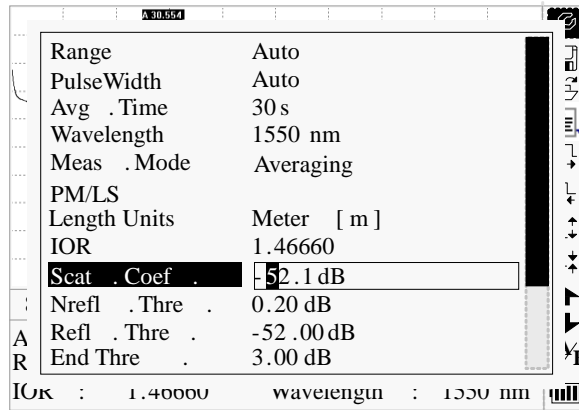 A 30.554
Range Auto
PulseWidth Auto
Avg . Time 30 s
Wavelength 1550 nm
Meas . Mode Averaging
PM/LS
Length Units Meter [ m ]
IOR 1.46660
Scat . Coef . -52.1 dB
Nrefl . Thre . 0.20 dB
Refl . Thre . -52 .00 dB
End Thre . 3.00 dB
A
R
IOR : 1.46660 Wavelength : 1550 nm